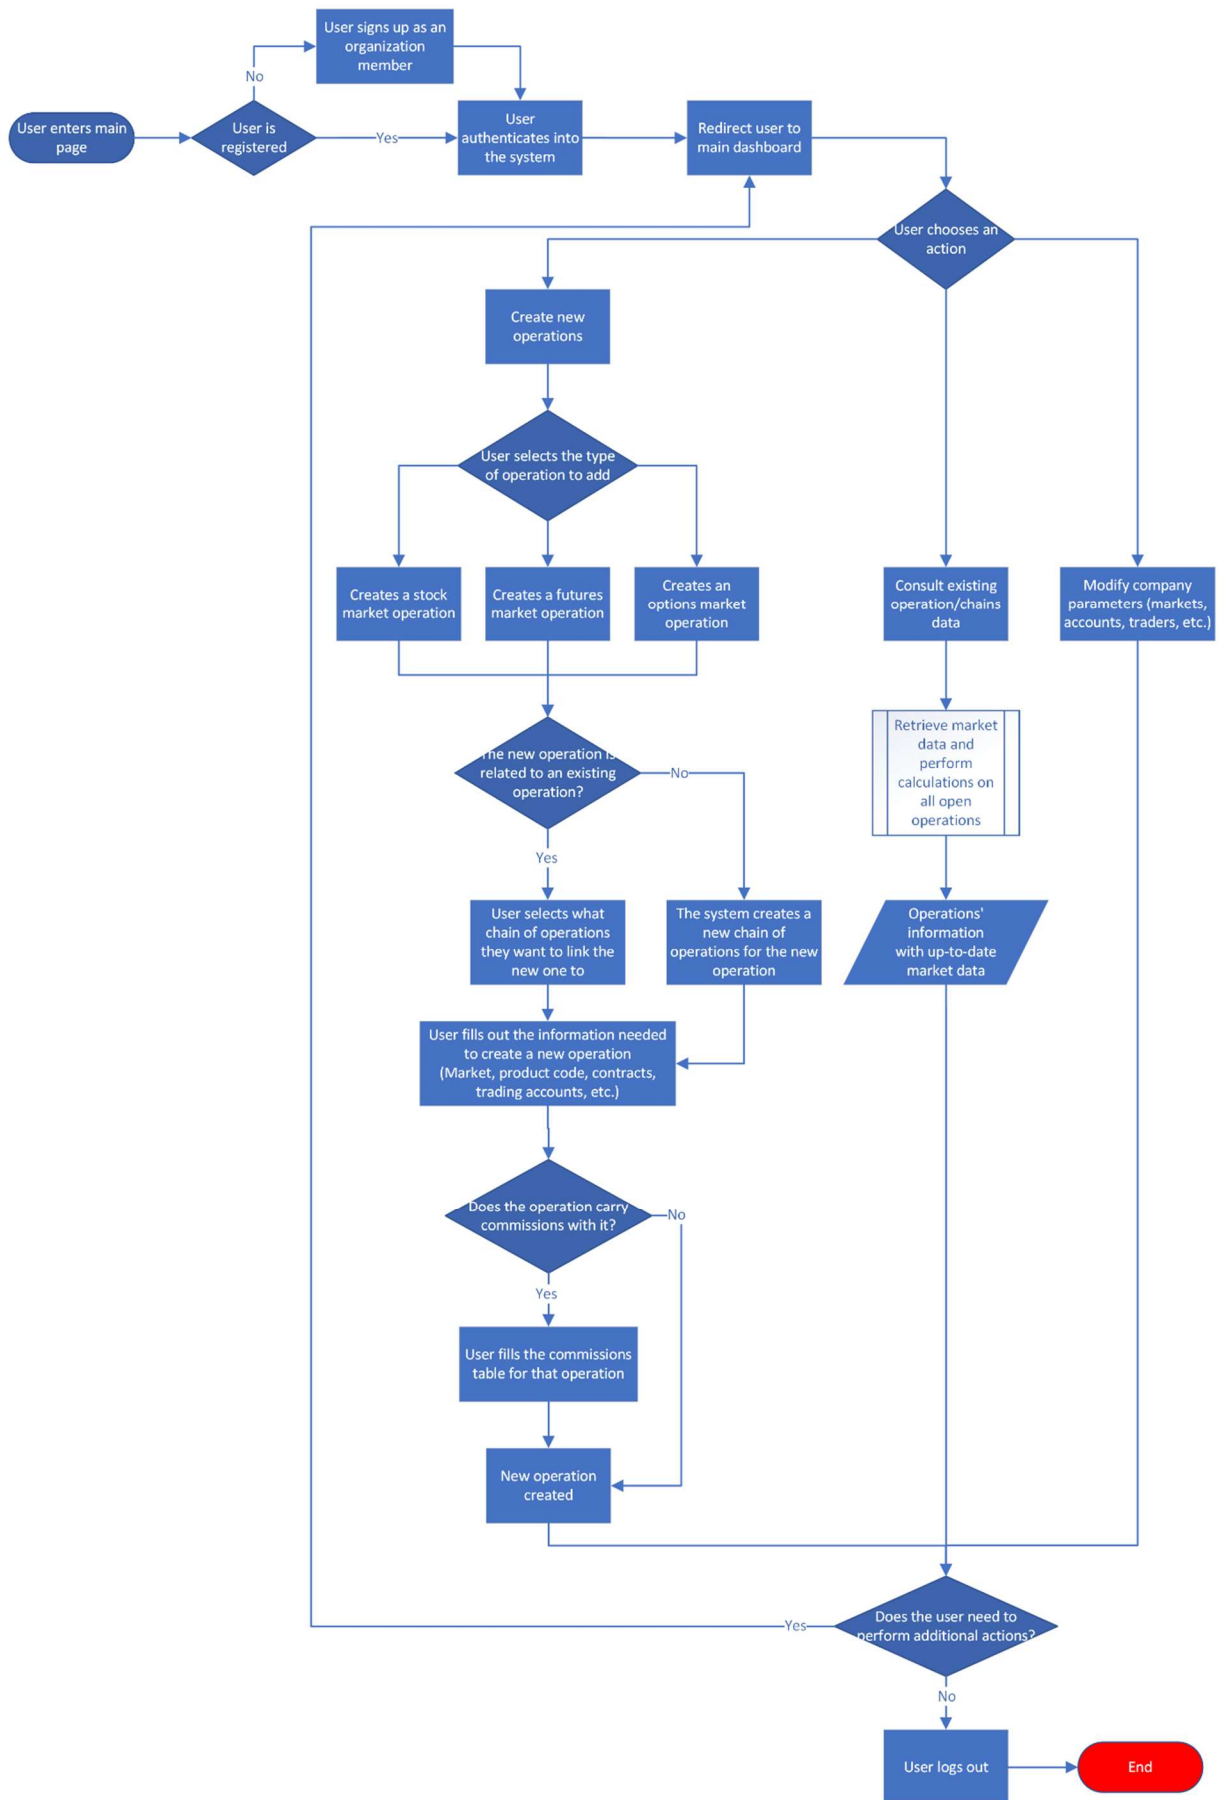 User signs up as an
organization
member
No
User enters main
page
User is
registered
Yes
User
authenticates into
the system
Redirect user to
main dashboard
User chooses an
action
Create new
operations
User selects the type
of operation to add
Creates a stock
market operation
Creates a futures
market operation
Creates an
options market
operation
Consult existing
operation/chains
data
Modify company
parameters (markets,
accounts, traders, etc.)
The new operation is
related to an existing
operation?
No
Retrieve market
data and
perform
calculations on
all open
operations
Yes
User selects what
chain of operations
they want to link the
new one to
The system creates a
new chain of
operations for the new
operation
Operations'
information
with up-to-date
market data
User fills out the information needed
to create a new operation
(Market, product code, contracts,
trading accounts, etc.)
Does the operation carry
commissions with it?
No
Yes
User fills the commissions
table for that operation
New operation
created
Does the user need to
perform additional actions?
Yes
No
User logs out
End